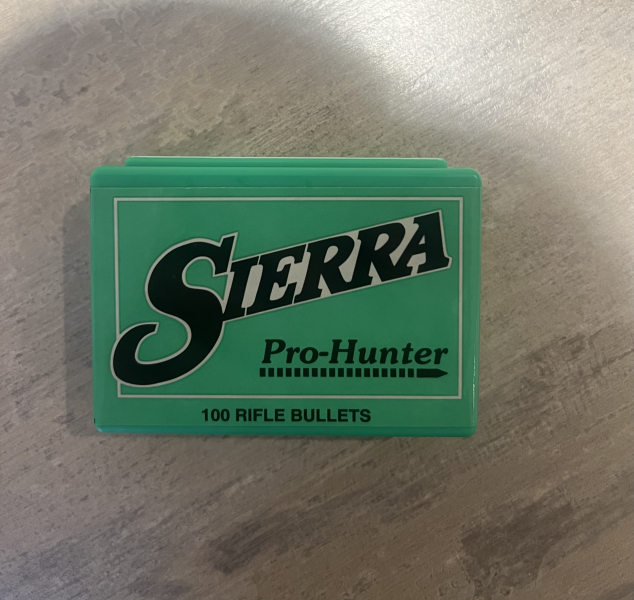 SIERRA
Pro-Hunter
100 RIFLE BULLETS